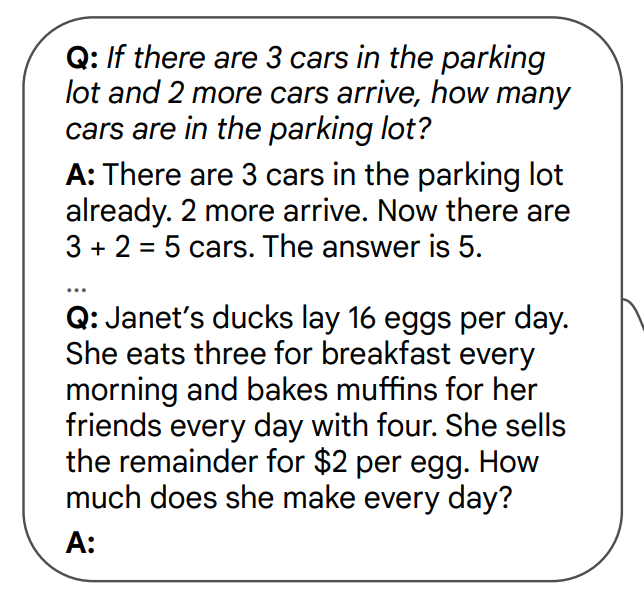 Q: If there are 3 cars in the parking
lot and 2 more cars arrive, how many
cars are in the parking lot?
A: There are 3 cars in the parking lot
already. 2 more arrive. Now there are
3 + 2 = 5 cars. The answer is 5.
...
Q: Janet’s ducks lay 16 eggs per day.
She eats three for breakfast every
morning and bakes muffins for her
friends every day with four. She sells
the remainder for $2 per egg. How
much does she make every day?
A: